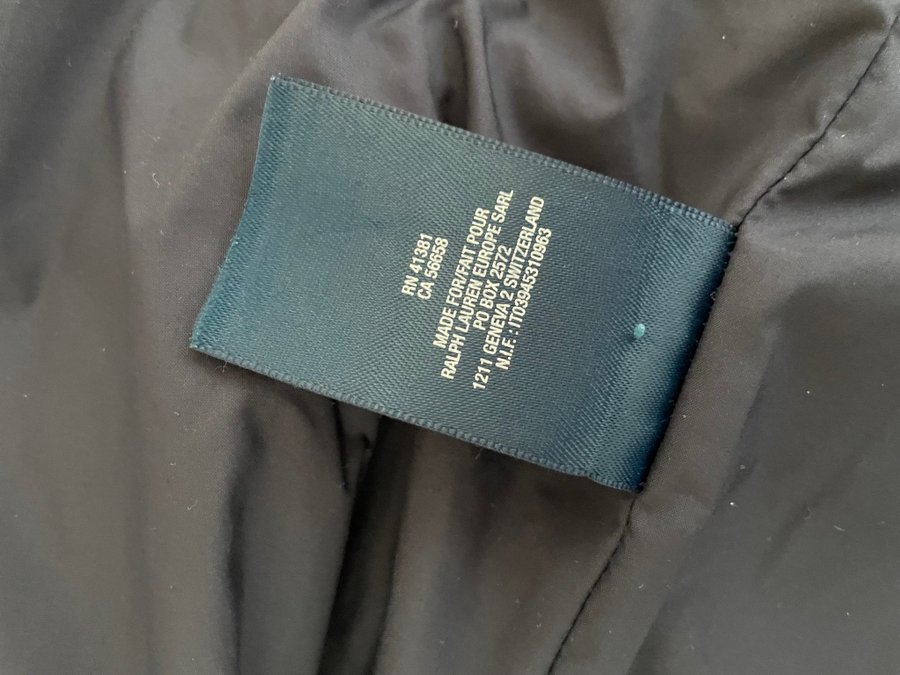 RN 41381
CA 56658
MADE FOR/FAIT POUR
RALPH LAUREN EUROPE SARL
PO BOX 2572
1211 GENEVA 2 SWITZERLAND
N.I.F. : IT03945310963